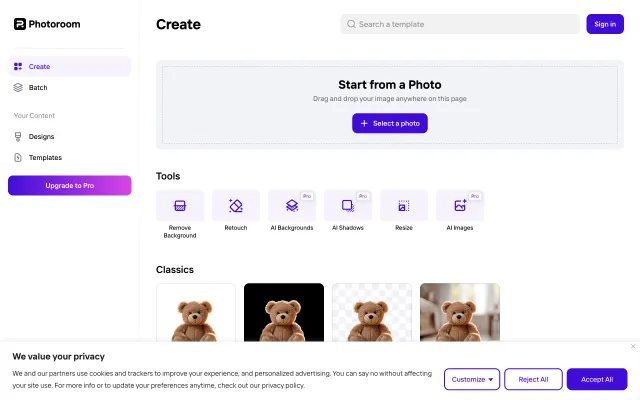 Photoroom
Create
Batch
Your Content
Designs
Templates
Upgrade to Pro
Create
Search a template
Sign in
Start from a Photo
Drag and drop your image anywhere on this page
Select a photo
Tools
Pro
Pro
Pro
Remove
Background
Retouch
AI Backgrounds
AI Shadows
Resize
AI Images
Classics
We value your privacy
We and our partners use cookies and trackers to improve your experience, and personalized advertising. You can say no without affecting
your site use. For more info or to update your preferences anytime, check out our privacy policy.
Customize
Reject All
Accept All